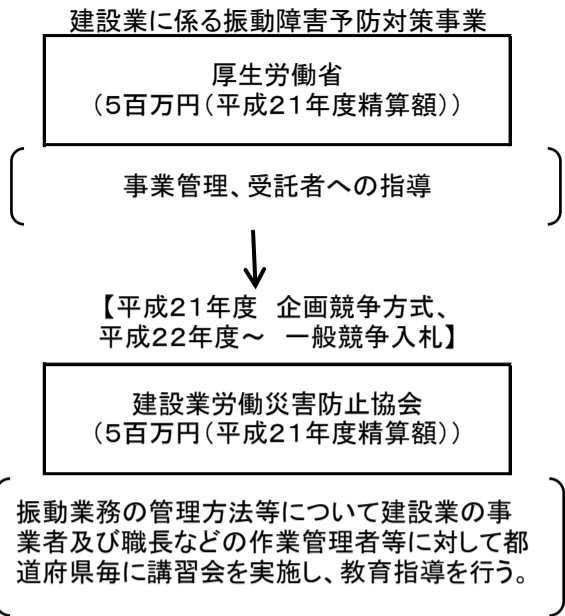 建設業に係る振動障害予防対策事業
厚生労働省
（5百万円（平成２１年度精算額））
事業管理、受託者への指導
【平成２１年度　企画競争方式、
平成２２年度～　一般競争入札】
建設業労働災害防止協会
（5百万円（平成２１年度精算額））
振動業務の管理方法等について建設業の事
業者及び職長などの作業管理者等に対して都
道府県毎に講習会を実施し、教育指導を行う。